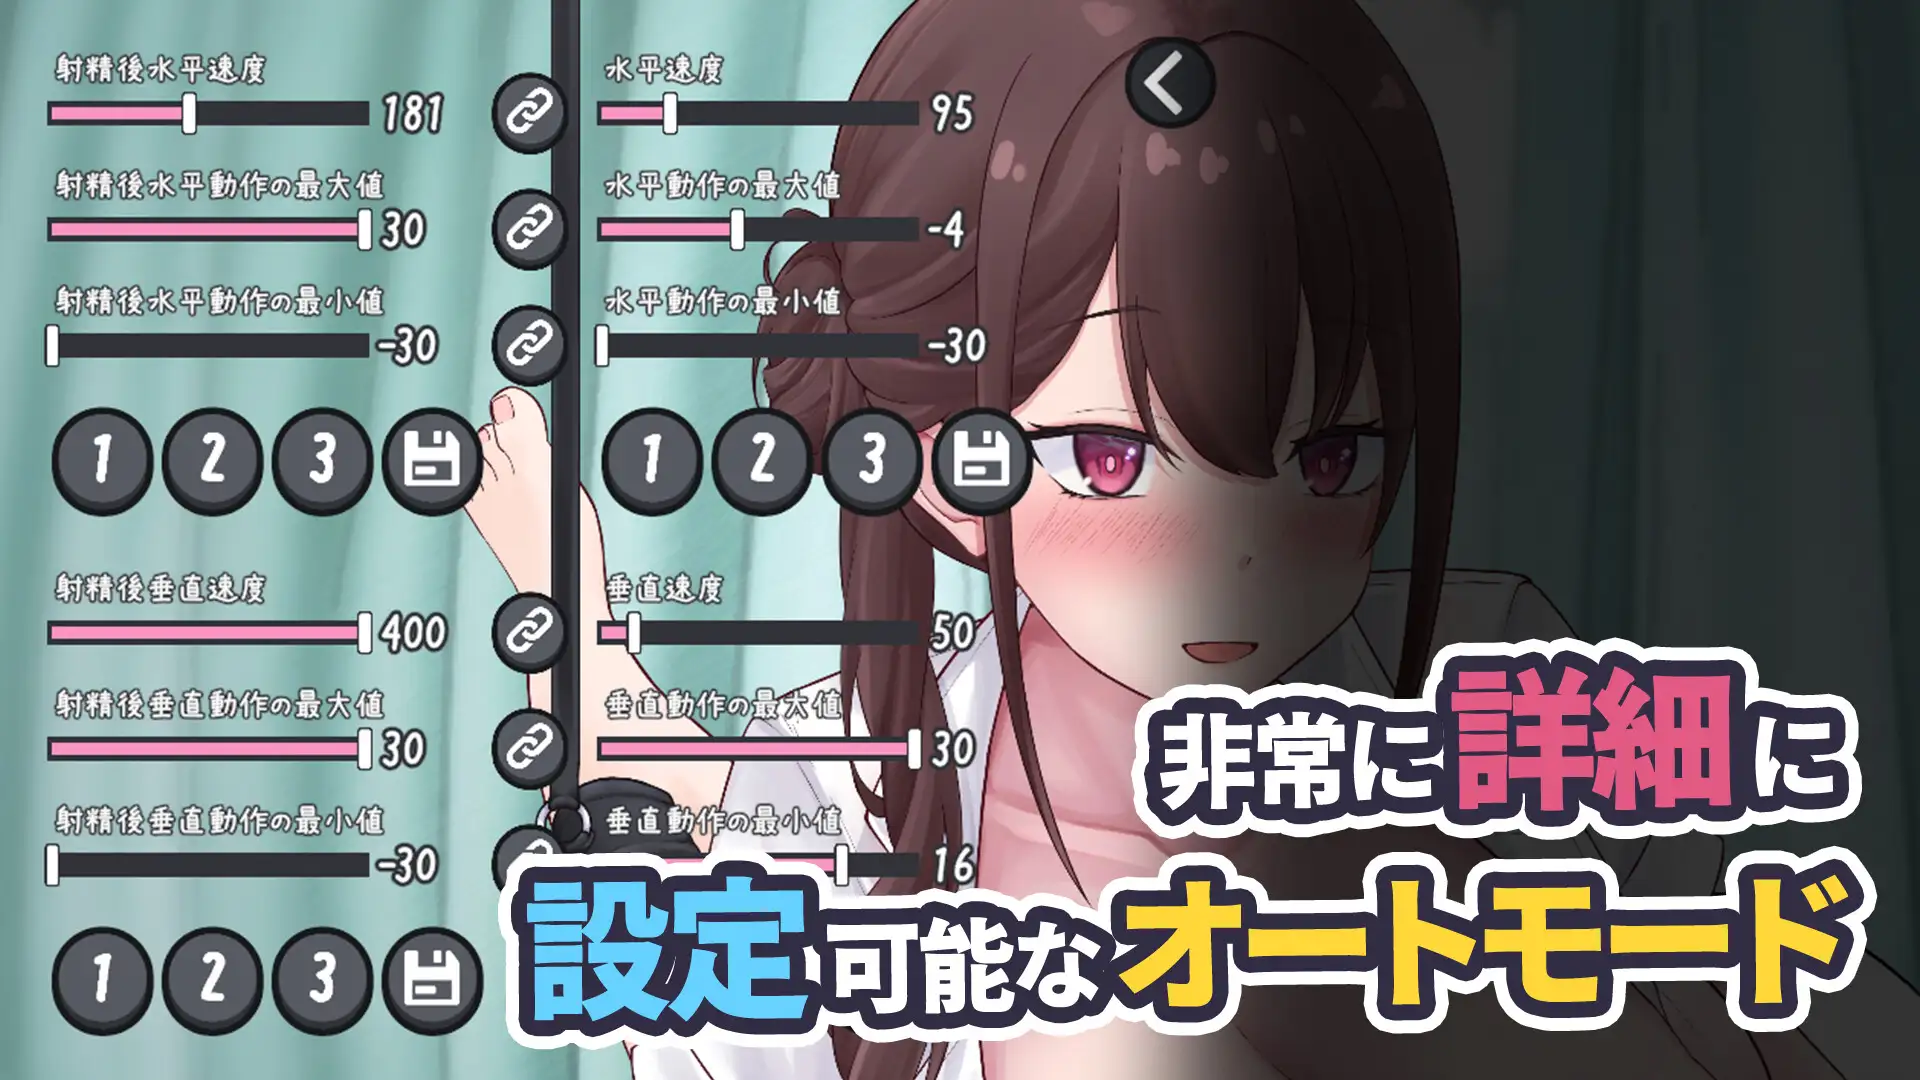 射精後水平速度
181
射精後水平動作の最大値
30
射精後水平動作の最小値
-30
1 2 3
射精後垂直速度
400
射精後垂直動作の最大値
30
射精後垂直動作の最小値
-30
1 2 3
水平速度
95
水平動作の最大値
-4
水平動作の最小値
-30
1 2 3
垂直速度
50
垂直動作の最大値
30
垂直動作の最小値
16
非常に詳細に
設定可能なオートモード